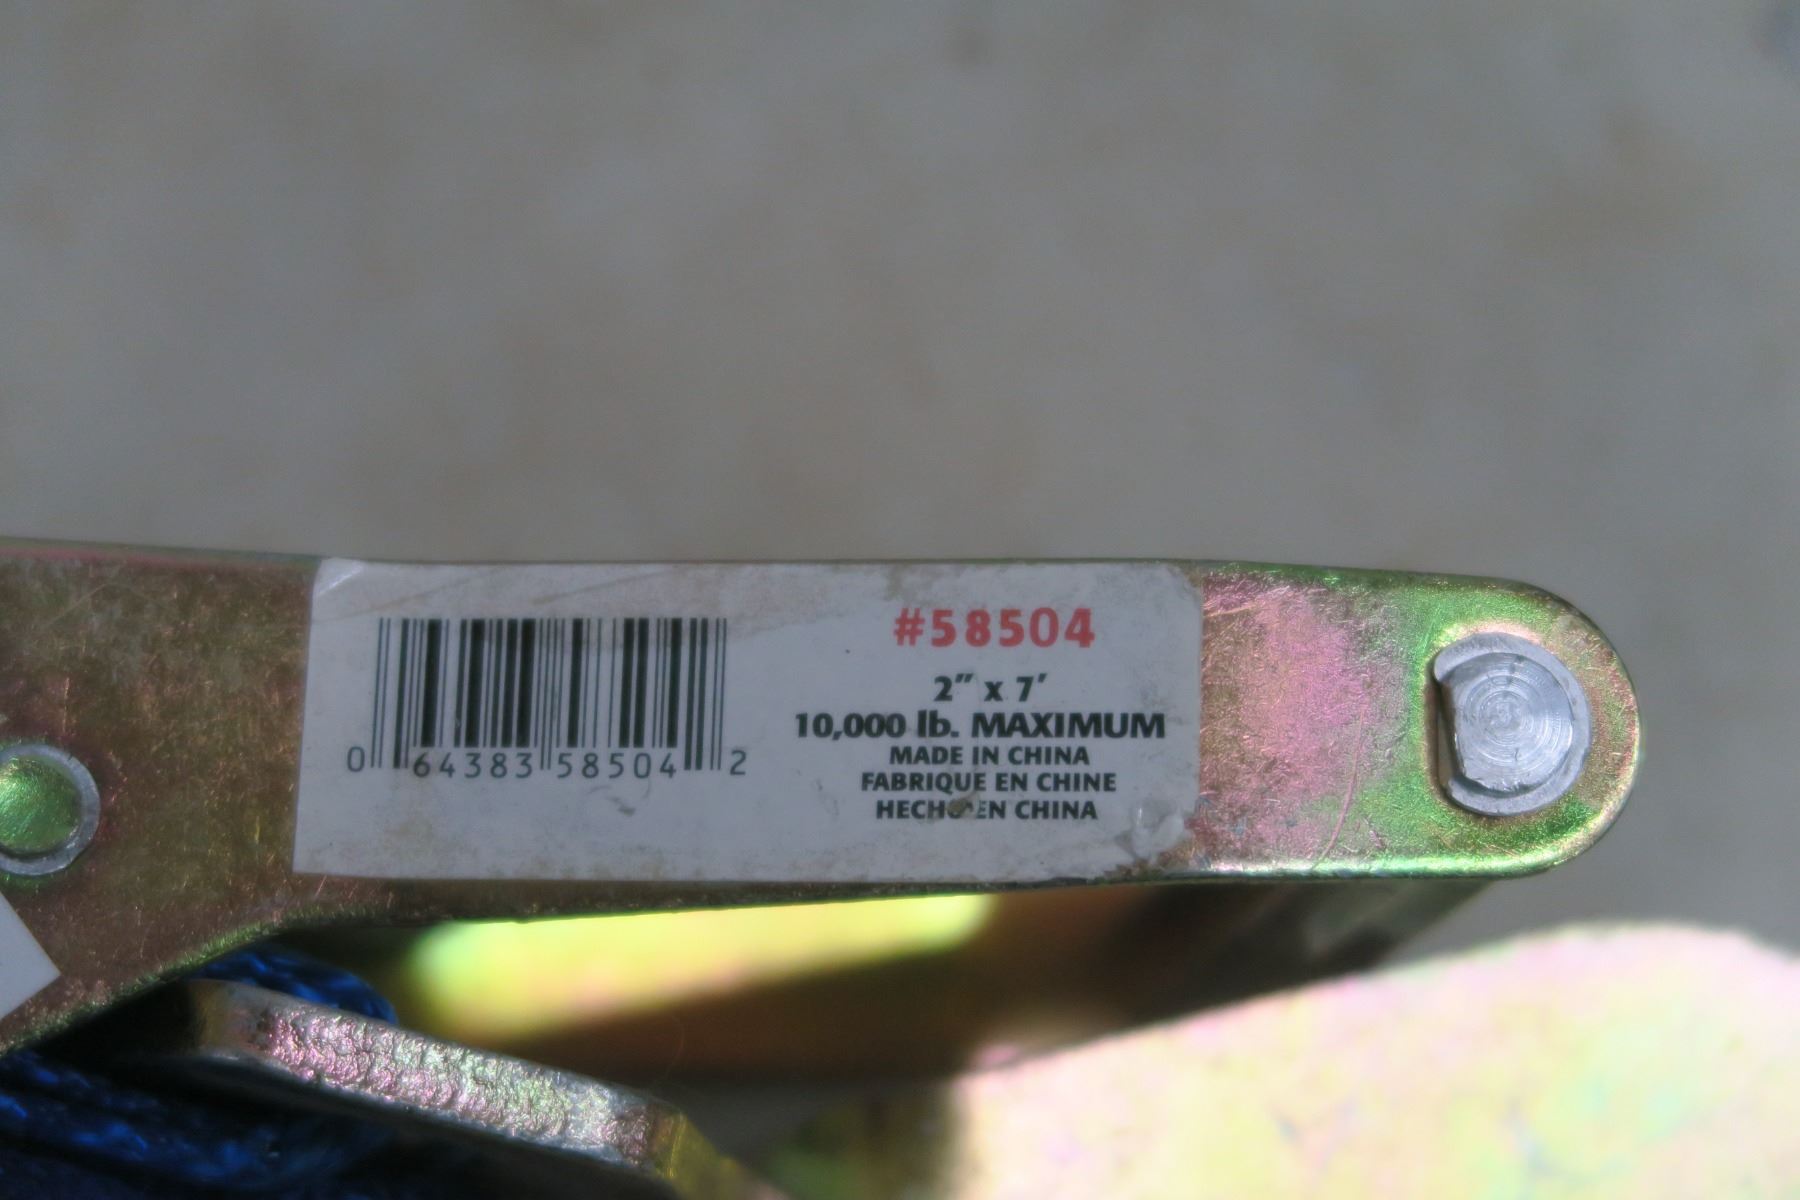 #58504
2" x 7'
10,000 lb. MAXIMUM
MADE IN CHINA
FABRIQUE EN CHINE
HECHO EN CHINA
0 64383 58504 2